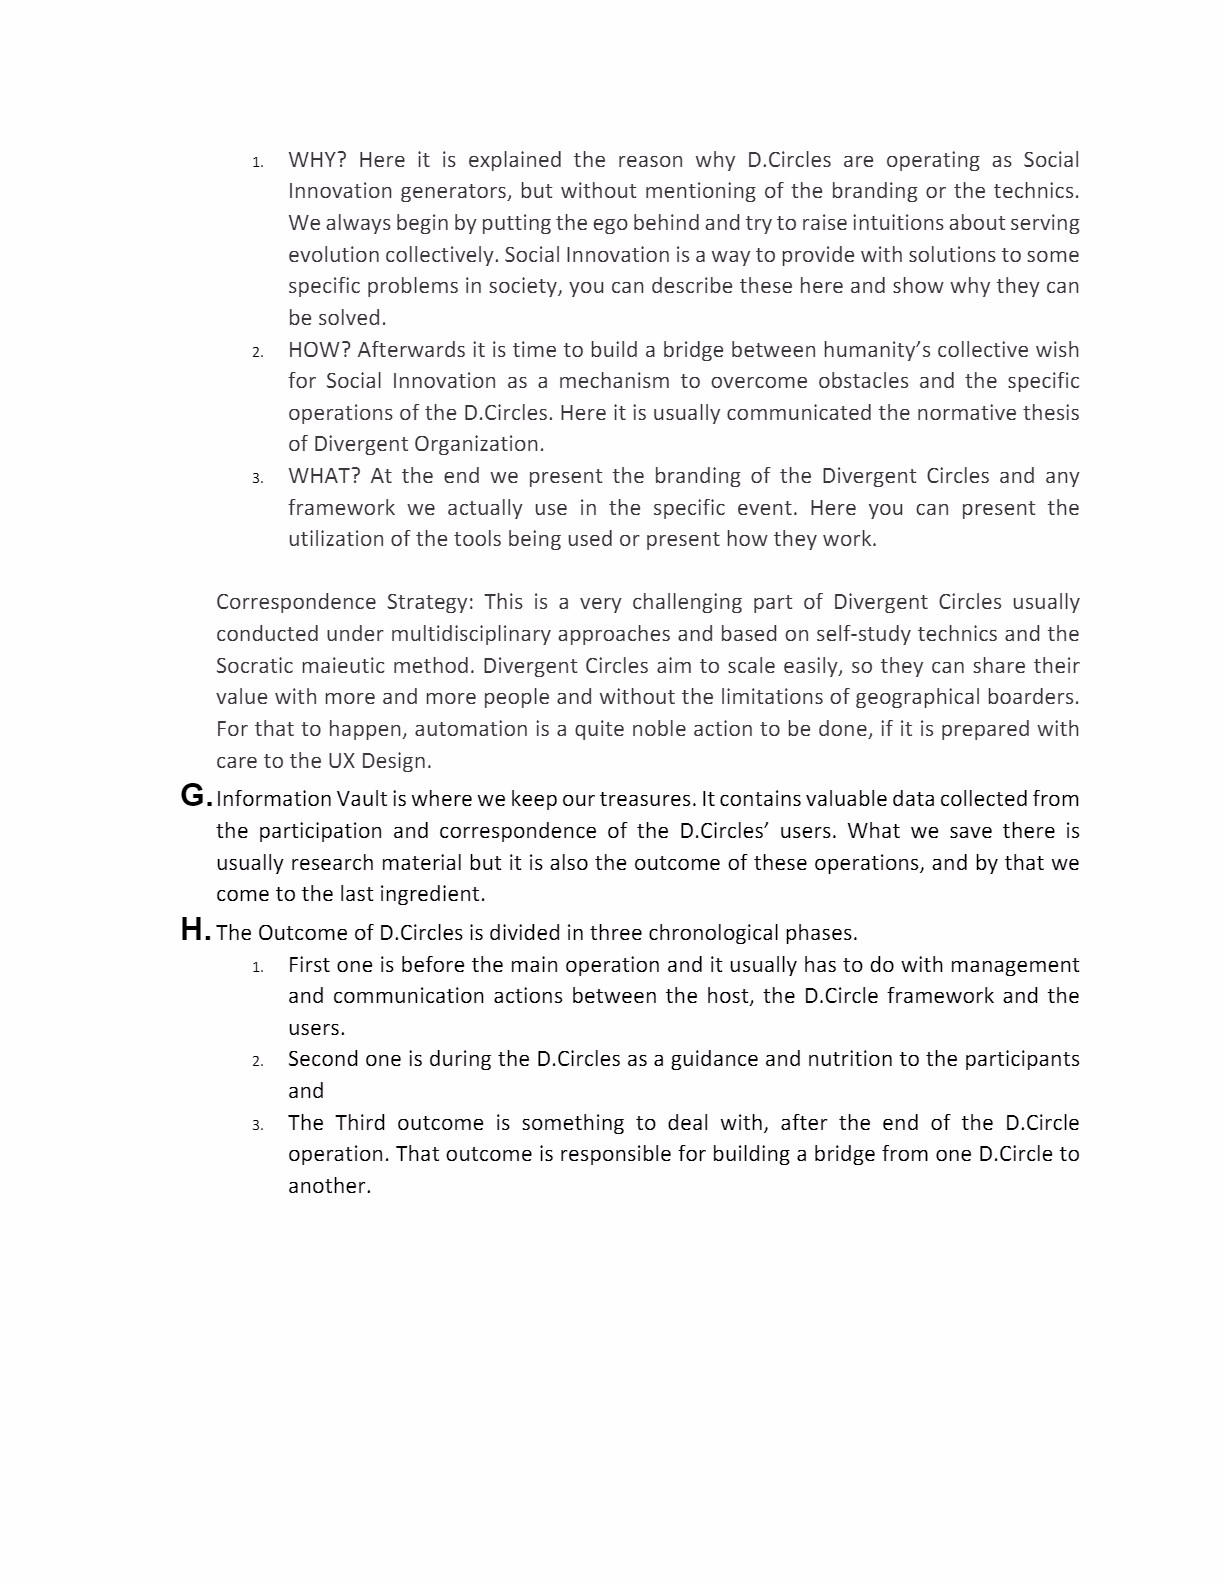 1. WHY? Here it is explained the reason why D.Circles are operating as Social
Innovation generators, but without mentioning of the branding or the technics.
We always begin by putting the ego behind and try to raise intuitions about serving
evolution collectively. Social Innovation is a way to provide with solutions to some
specific problems in society, you can describe these here and show why they can
be solved.
2. HOW? Afterwards it is time to build a bridge between humanity’s collective wish
for Social Innovation as a mechanism to overcome obstacles and the specific
operations of the D.Circles. Here it is usually communicated the normative thesis
of Divergent Organization.
3. WHAT? At the end we present the branding of the Divergent Circles and any
framework we actually use in the specific event. Here you can present the
utilization of the tools being used or present how they work.
Correspondence Strategy: This is a very challenging part of Divergent Circles usually
conducted under multidisciplinary approaches and based on self-study technics and the
Socratic maieutic method. Divergent Circles aim to scale easily, so they can share their
value with more and more people and without the limitations of geographical boarders.
For that to happen, automation is a quite noble action to be done, if it is prepared with
care to the UX Design.
G. Information Vault is where we keep our treasures. It contains valuable data collected from
the participation and correspondence of the D.Circles’ users. What we save there is
usually research material but it is also the outcome of these operations, and by that we
come to the last ingredient.
H. The Outcome of D.Circles is divided in three chronological phases.
1. First one is before the main operation and it usually has to do with management
and communication actions between the host, the D.Circle framework and the
users.
2. Second one is during the D.Circles as a guidance and nutrition to the participants
and
3. The Third outcome is something to deal with, after the end of the D.Circle
operation. That outcome is responsible for building a bridge from one D.Circle to
another.